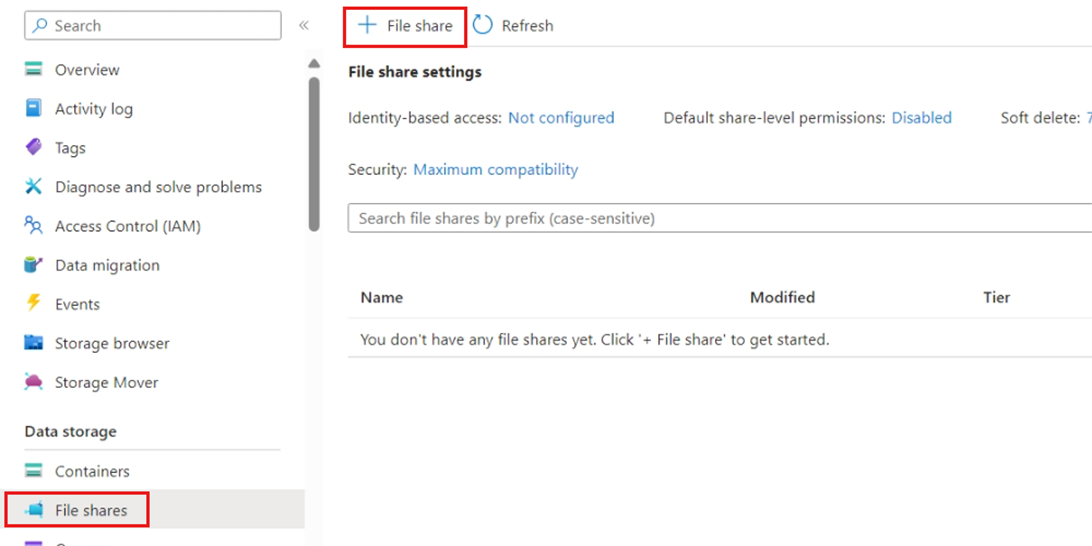 Search
«
Overview
Activity log
Tags
Diagnose and solve problems
Access Control (IAM)
Data migration
Events
Storage browser
Storage Mover
Data storage
Containers
File shares
File share Refresh
File share settings
Identity-based access: Not configured Default share-level permissions: Disabled Soft delete: 7
Security: Maximum compatibility
Search file shares by prefix (case-sensitive)
Name Modified Tier
You don't have any file shares yet. Click '+ File share' to get started.